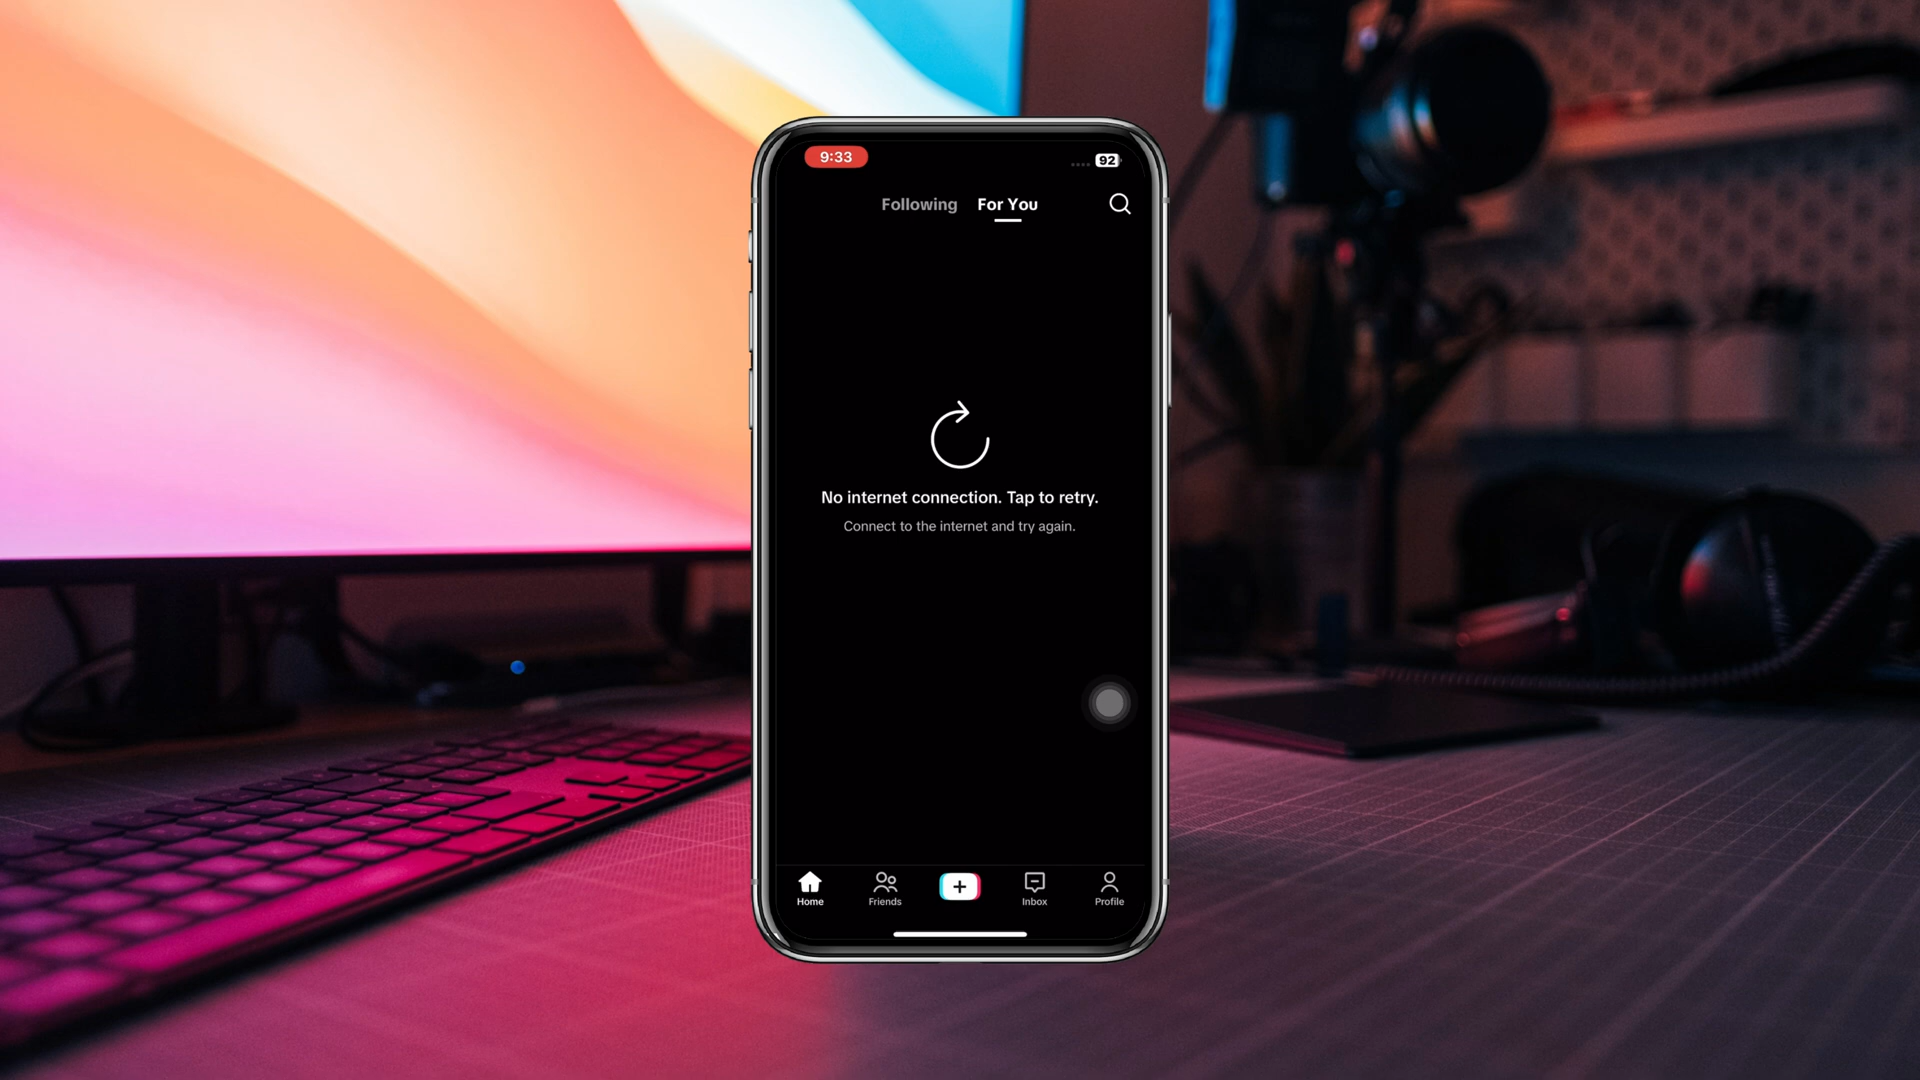 9:33
92
Following For You
No internet connection. Tap to retry.
Connect to the internet and try again.
Home Friends Inbox Profile